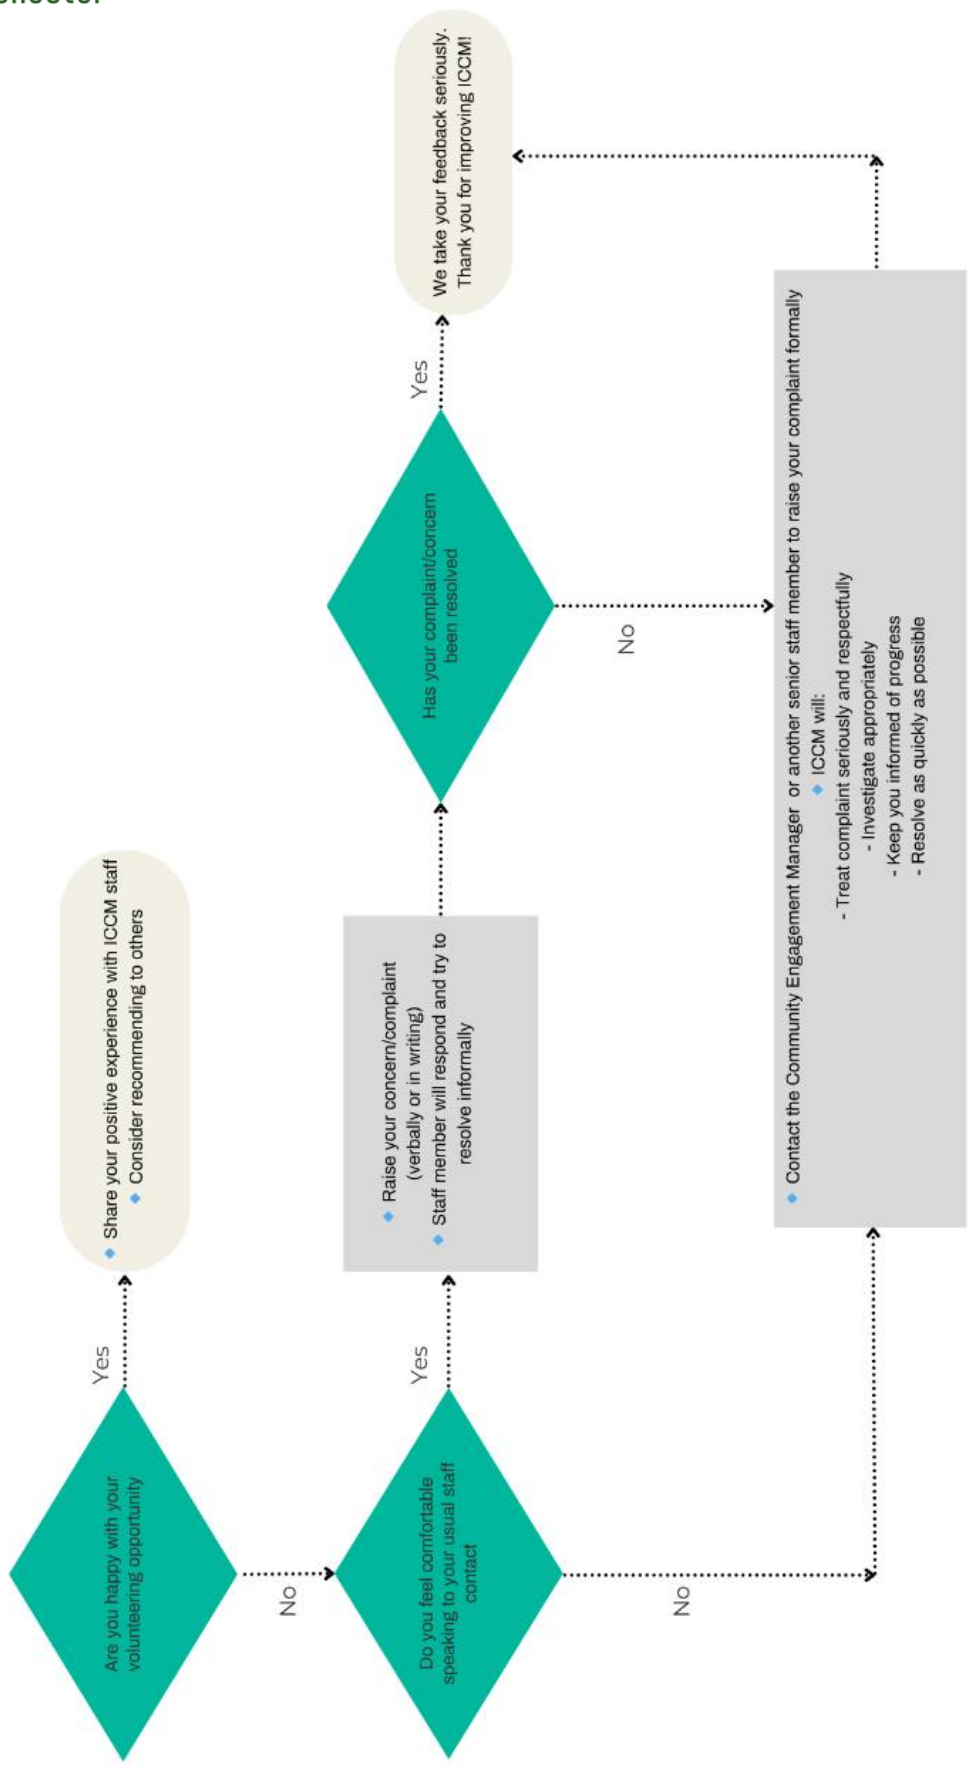 Are you happy with your
volunteering opportunity
Yes
Share your positive experience with ICCM staff
Consider recommending to others
No
Do you feel comfortable
speaking to your usual staff
contact
Yes
Raise your concern/complaint
(verbally or in writing)
Staff member will respond and try to
resolve informally
Has your complaint/concern
been resolved
Yes
We take your feedback seriously.
Thank you for improving ICCM!
No
No
Contact the Community Engagement Manager or another senior staff member to raise your complaint formally
ICCM will:
- Treat complaint seriously and respectfully
- Investigate appropriately
- Keep you informed of progress
- Resolve as quickly as possible